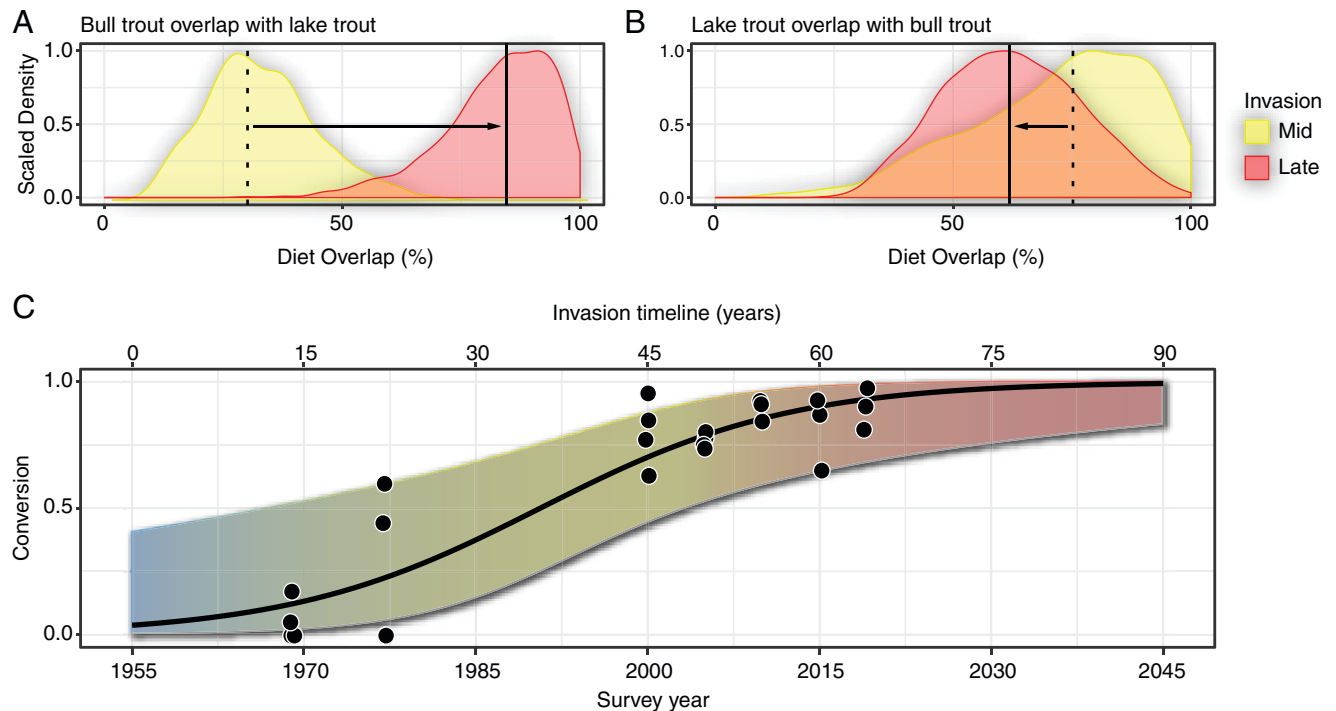 A
Bull trout overlap with lake trout
Scaled Density
1.0
0.5
0.0
0 50 100
Diet Overlap (%)
B
Lake trout overlap with bull trout
1.0
0.5
0.0
0 50 100
Diet Overlap (%)
Invasion
Mid
Late
C
Invasion timeline (years)
0 15 30 45 60 75 90
Conversion
1.0
0.5
0.0
1955 1970 1985 2000 2015 2030 2045
Survey year